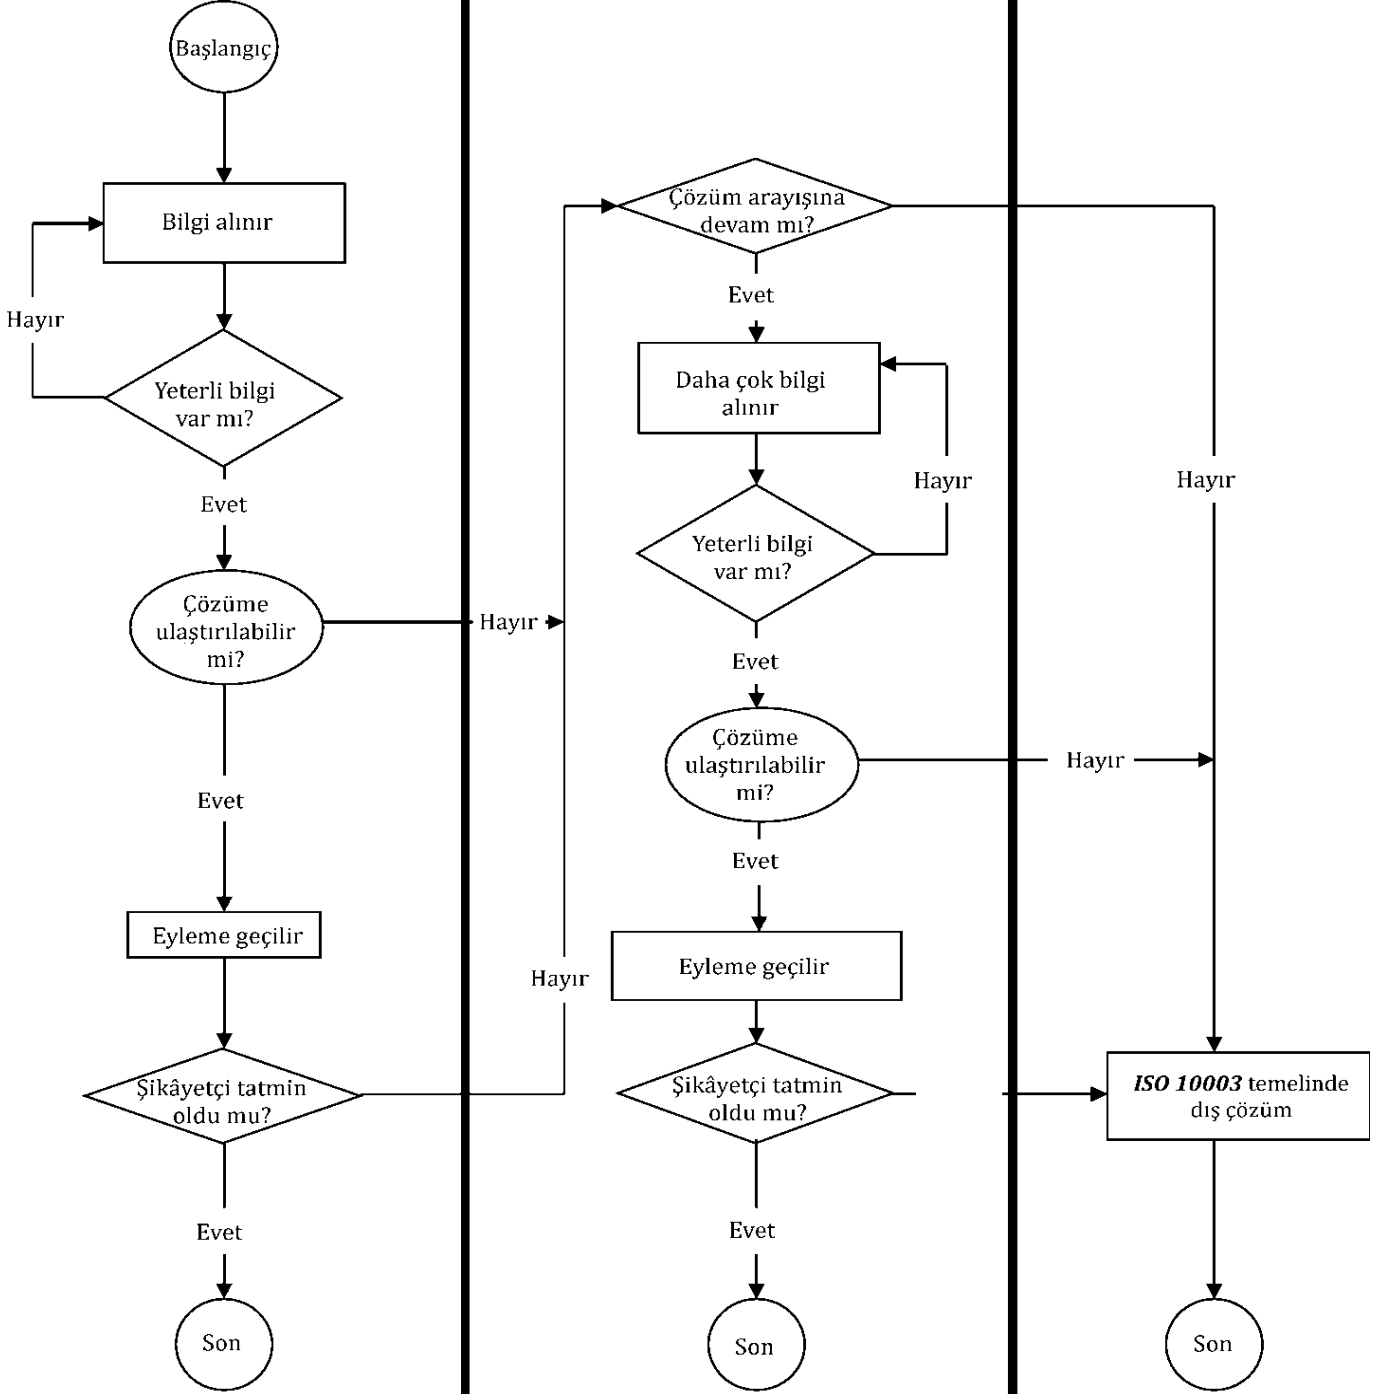 Başlangıç
Bilgi alınır
Hayır
Yeterli bilgi
var mı?
Evet
Çözüme
ulaştırılabilir
mi?
Hayır
Evet
Eyleme geçilir
Şikâyetçi tatmin
oldu mu?
Hayır
Evet
Son
Çözüm arayışına
devam mı?
Evet
Daha çok bilgi
alınır
Hayır
Yeterli bilgi
var mı?
Evet
Çözüme
ulaştırılabilir
mi?
Evet
Eyleme geçilir
Şikâyetçi tatmin
oldu mu?
Evet
Son
Hayır
Hayır
ISO 10003 temelinde
dış çözüm
Son